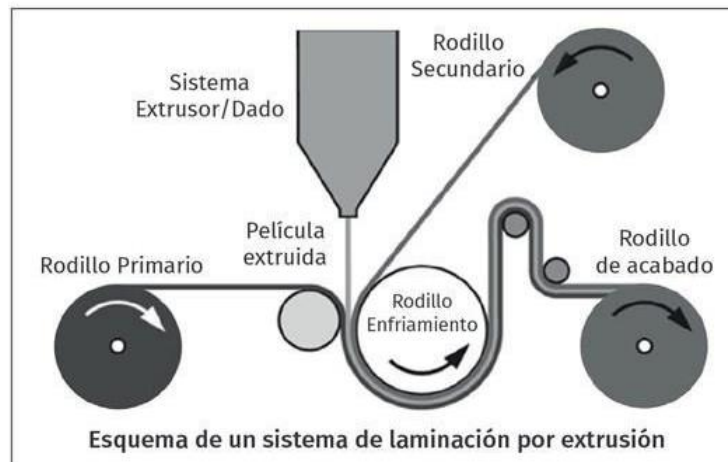 Rodillo
Secundario
Sistema
Extrusor/Dado
Película
extruida
Rodillo Primario
Rodillo
Enfriamiento
Rodillo
de acabado
Esquema de un sistema de laminación por extrusión